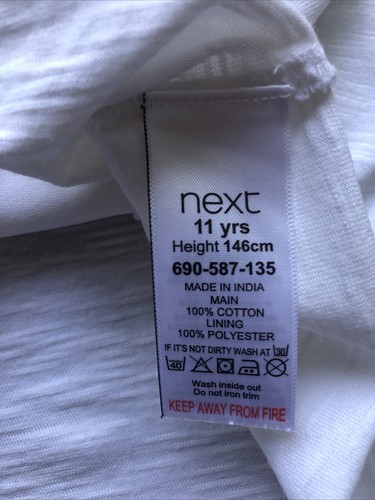 next
11 yrs
Height 146cm
690-587-135
MADE IN INDIA
MAIN
100% COTTON
LINING
100% POLYESTER
IF IT'S NOT DIRTY WASH AT 30
40
Wash inside out
Do not iron trim
KEEP AWAY FROM FIRE